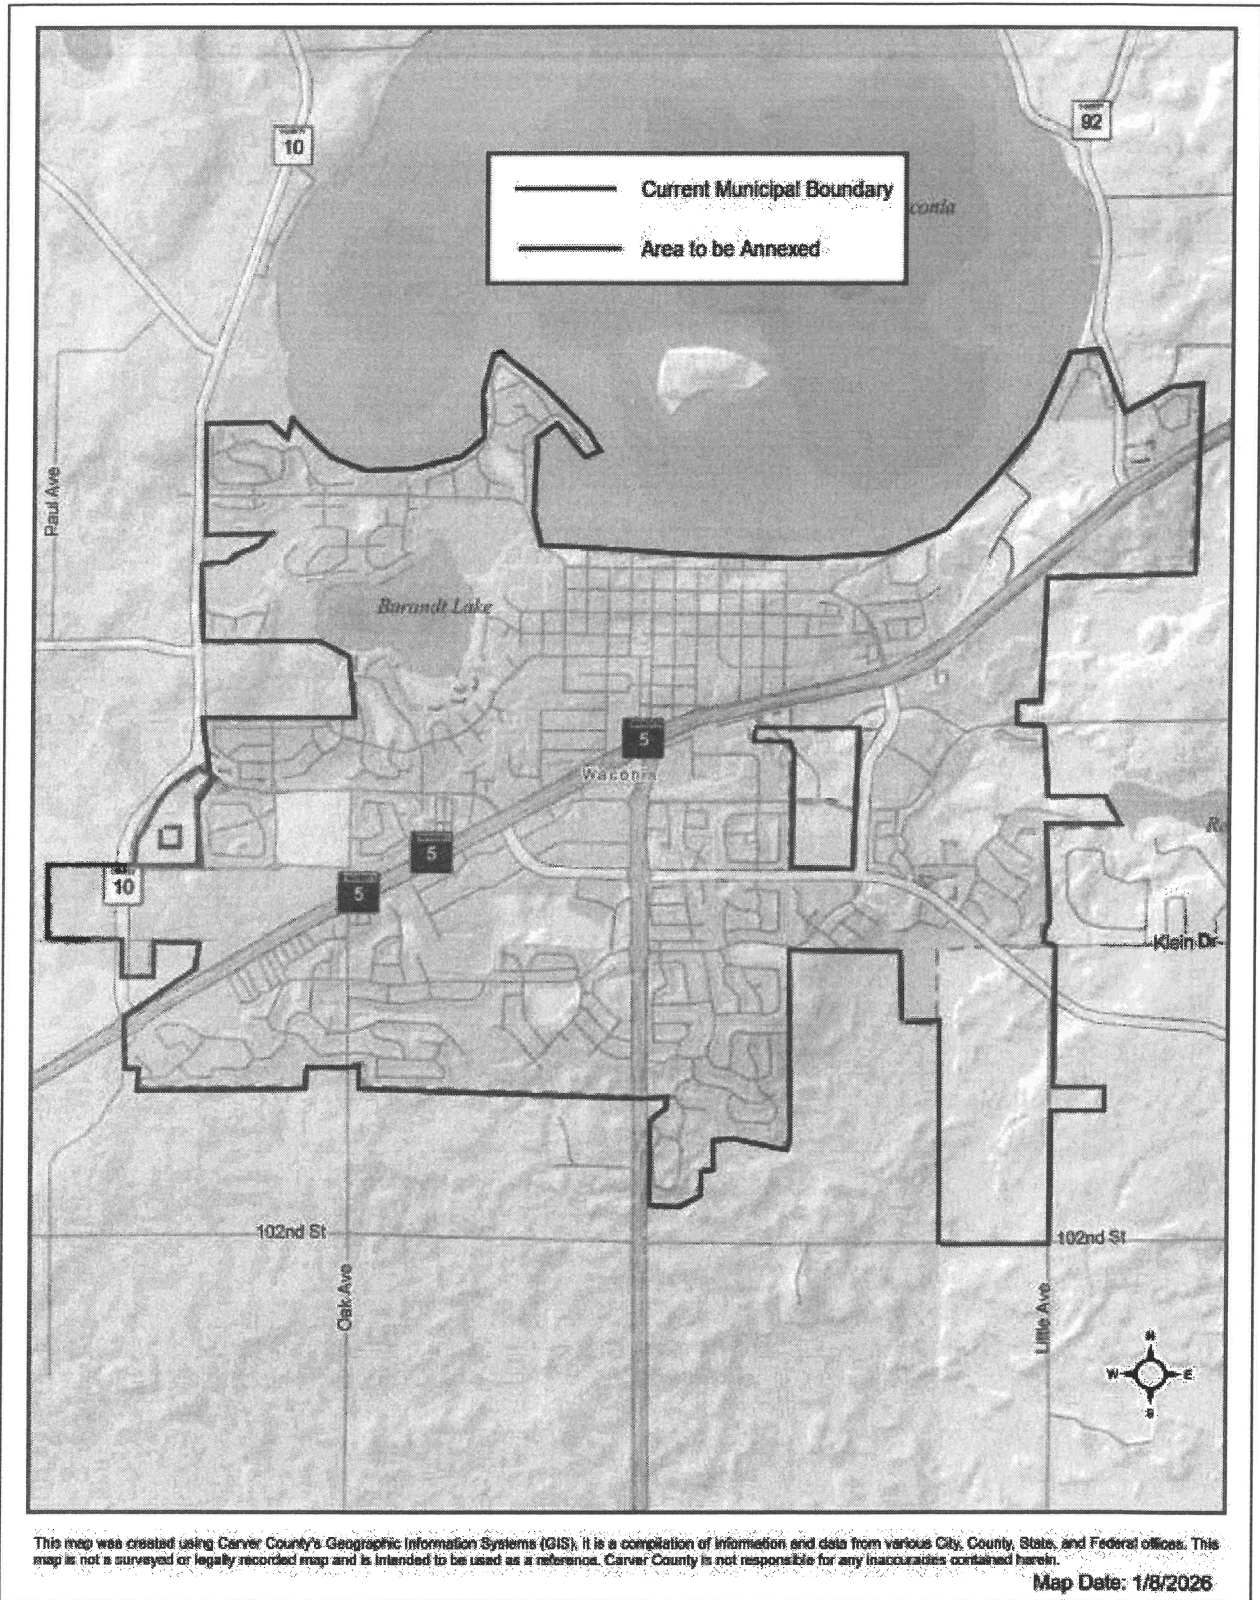 10
92
Current Municipal Boundary
conia
Area to be Annexed
Paul Ave
Burandt Lake
5
Waconia
5
5
10
Klein Dr
102nd St
102nd St
Oak Ave
Little Ave
N
W E
S
This map was created using Carver County's Geographic Information Systems (GIS), it is a compilation of information and data from various City, County, State, and Federal offices. This
map is not a surveyed or legally recorded map and is intended to be used as a reference. Carver County is not responsible for any inaccuracies contained herein.
Map Date: 1/8/2026